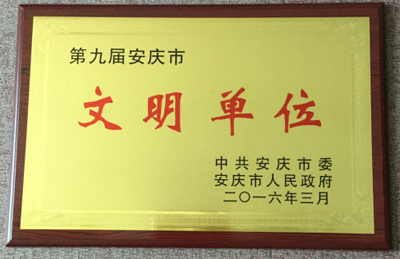 第九届安庆市
文明单位
中共安庆市委
安庆市人民政府
二〇一六年三月